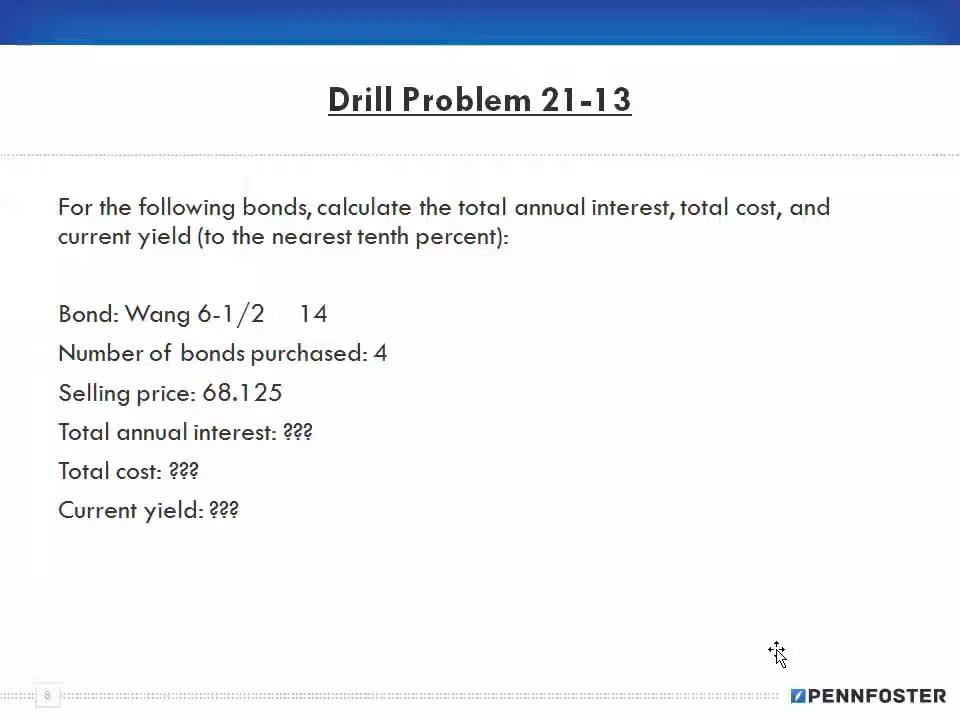 Drill Problem 21-13
For the following bonds, calculate the total annual interest, total cost, and
current yield (to the nearest tenth percent):
Bond: Wang 6-1/2 14
Number of bonds purchased: 4
Selling price: 68.125
Total annual interest: ???
Total cost: ???
Current yield: ???
8
PENNFOSTER